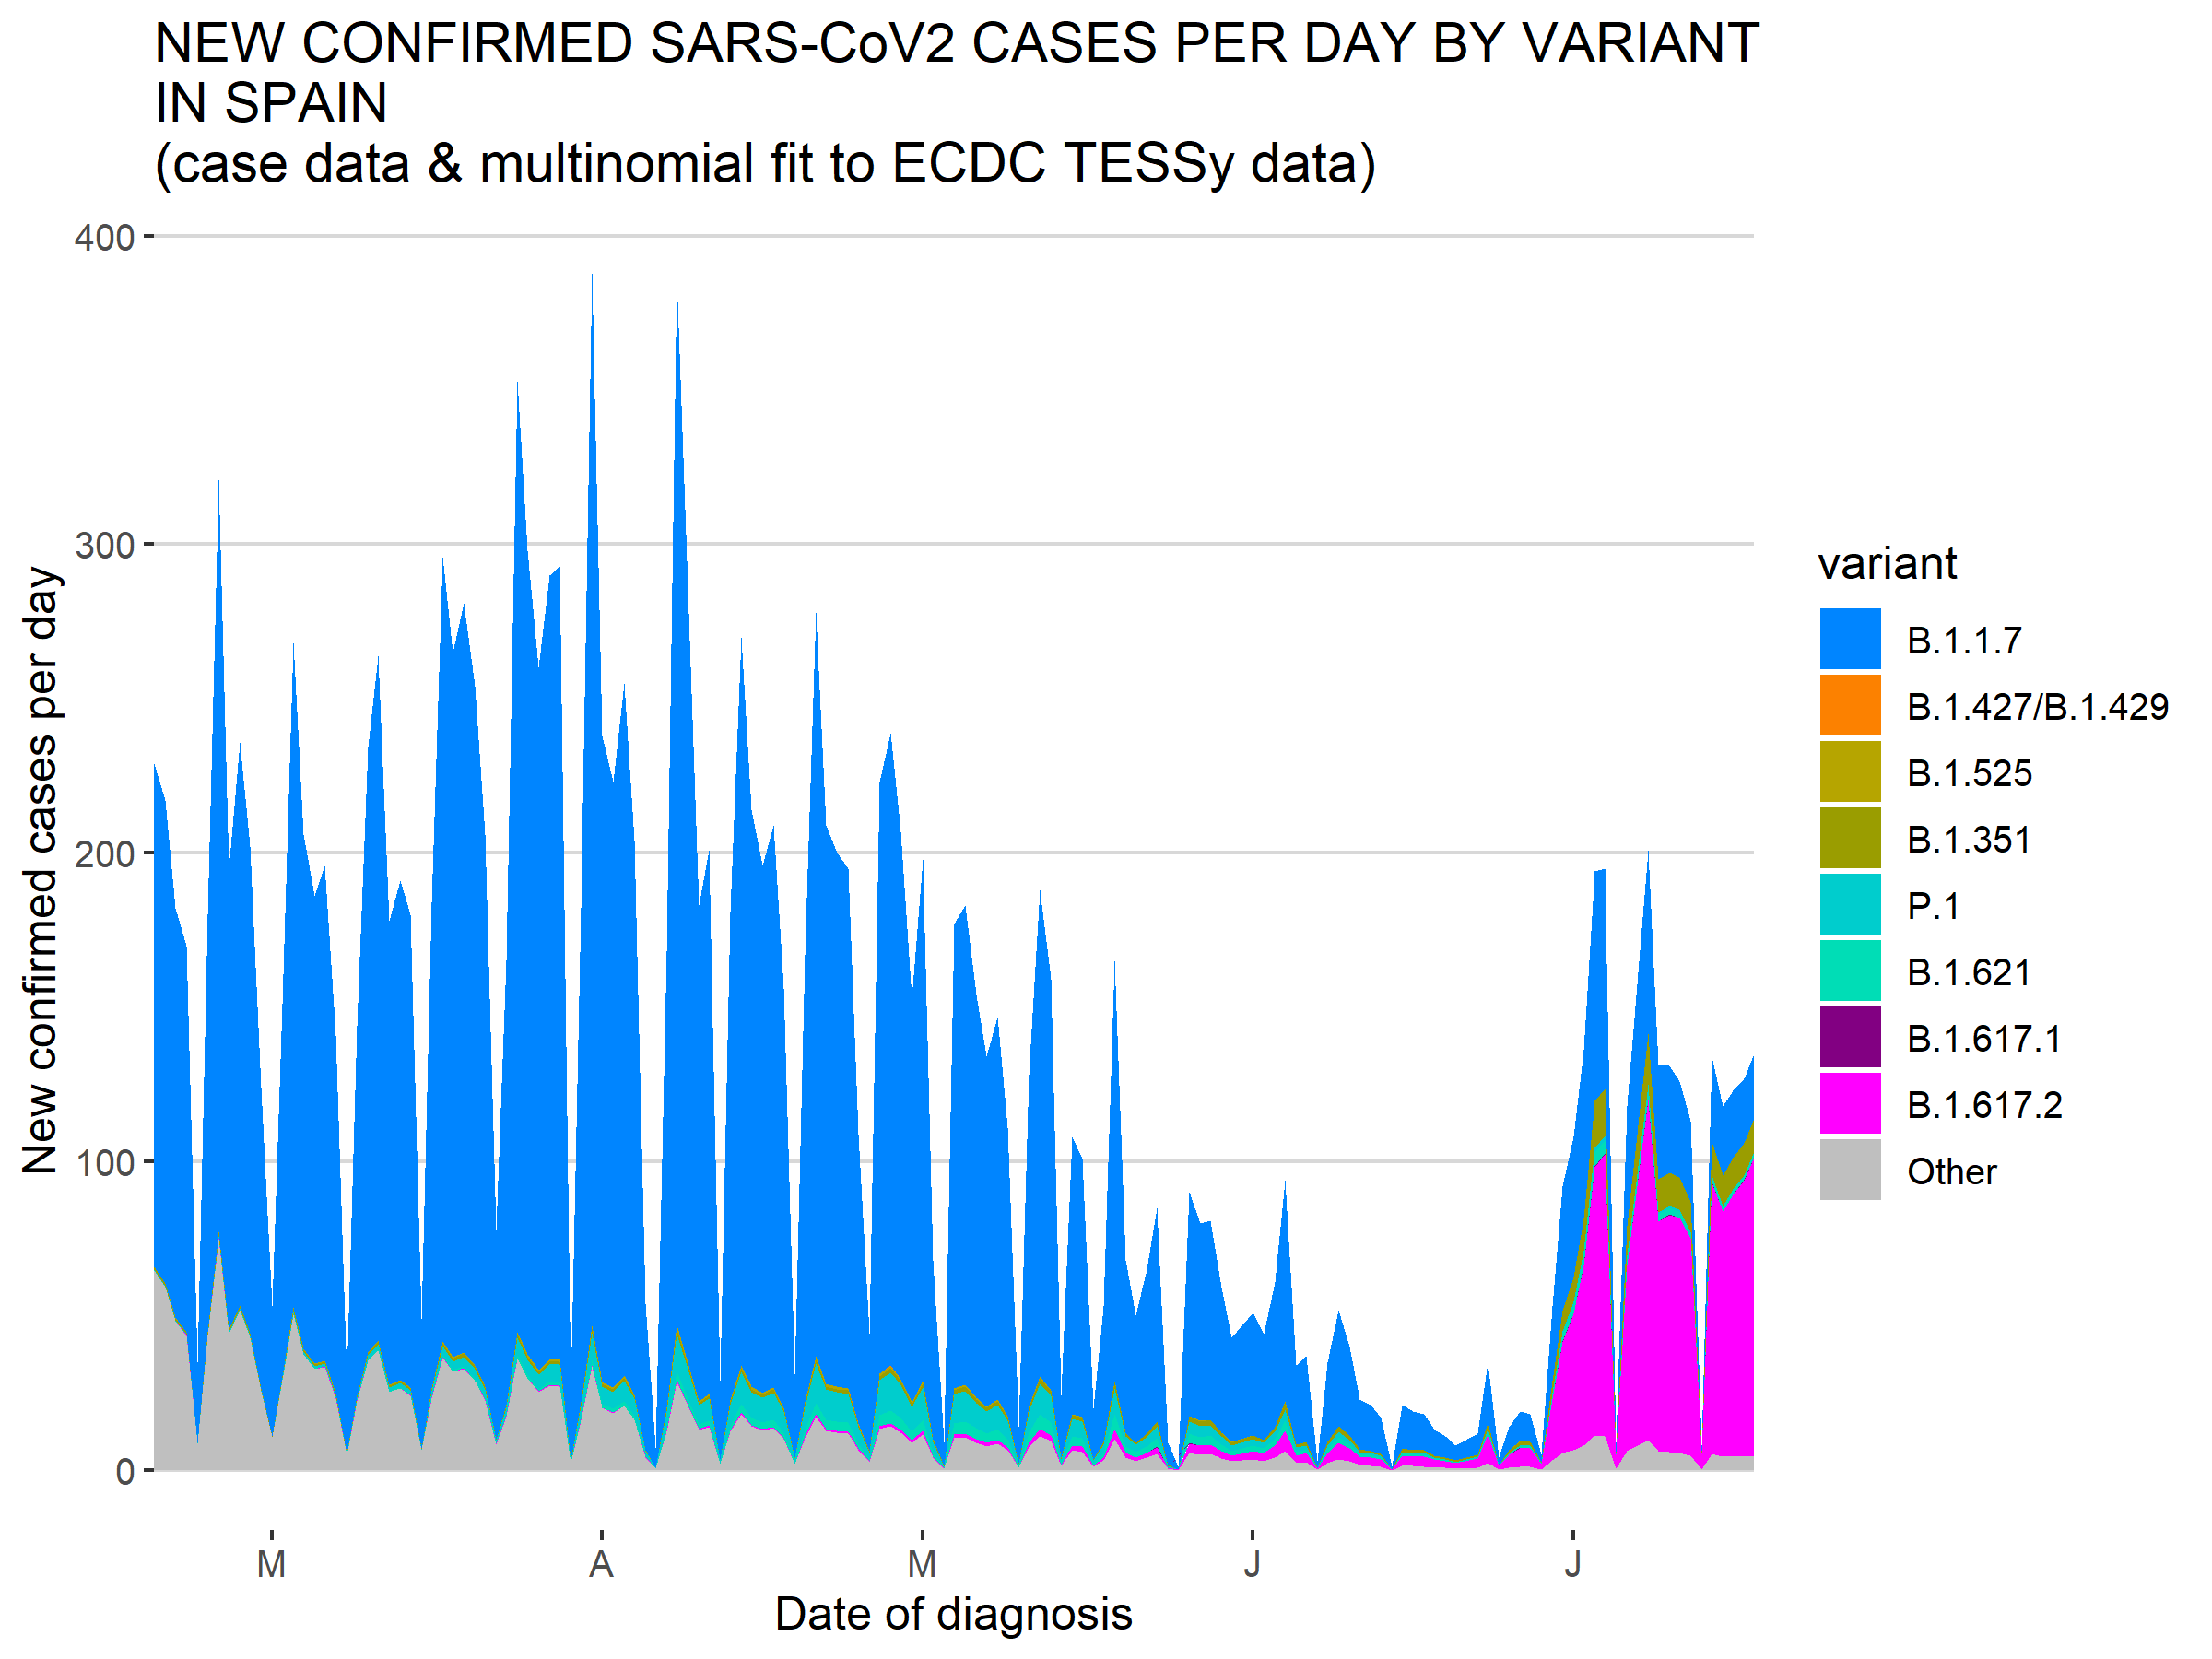 NEW CONFIRMED SARS-CoV2 CASES PER DAY BY VARIANT
IN SPAIN
(case data & multinomial fit to ECDC TESSy data)
400
300
200
100
0
New confirmed cases per day
M
A
M
J
J
Date of diagnosis
variant
B.1.1.7
B.1.427/B.1.429
B.1.525
B.1.351
P.1
B.1.621
B.1.617.1
B.1.617.2
Other